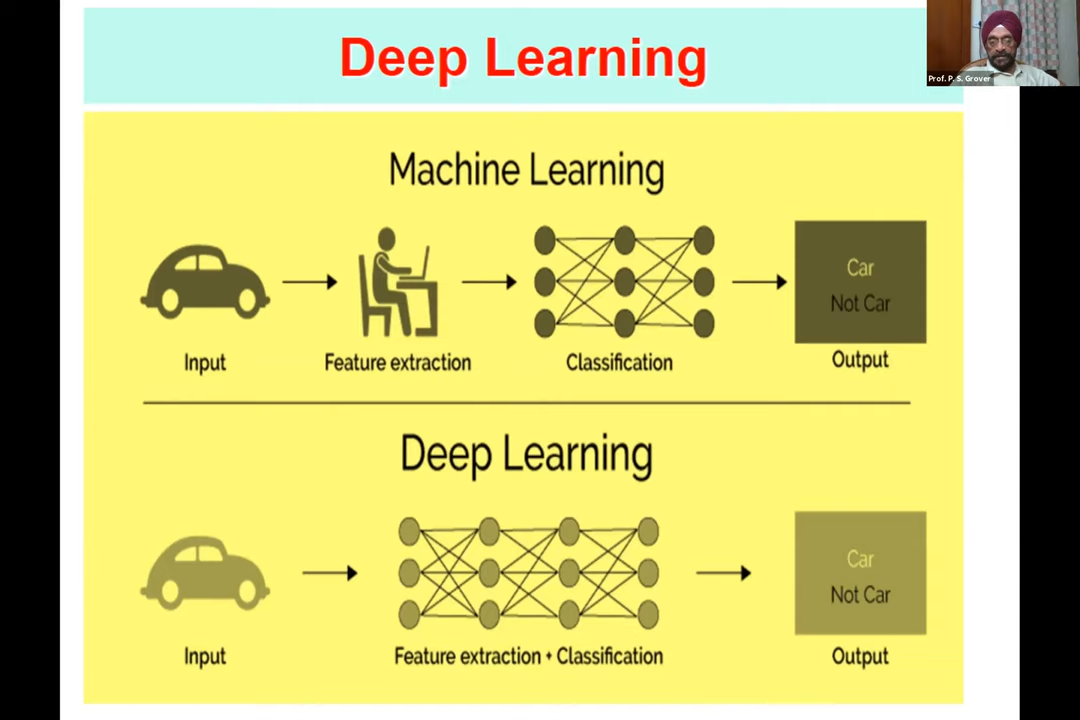 Deep Learning
Prof. P. S. Grover
Machine Learning
Car
Not Car
Input
Feature extraction
Classification
Output
Deep Learning
Car
Not Car
Input
Feature extraction + Classification
Output